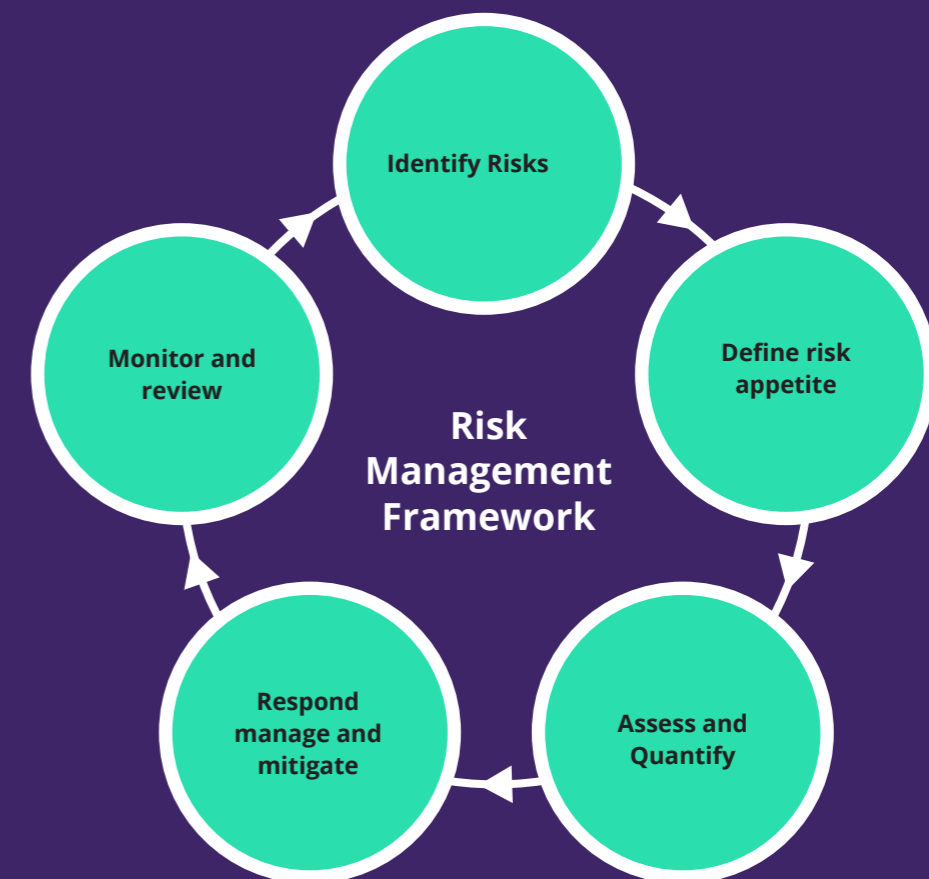 Identify Risks
Define risk
appetite
Assess and
Quantify
Respond
manage and
mitigate
Monitor and
review
Risk
Management
Framework